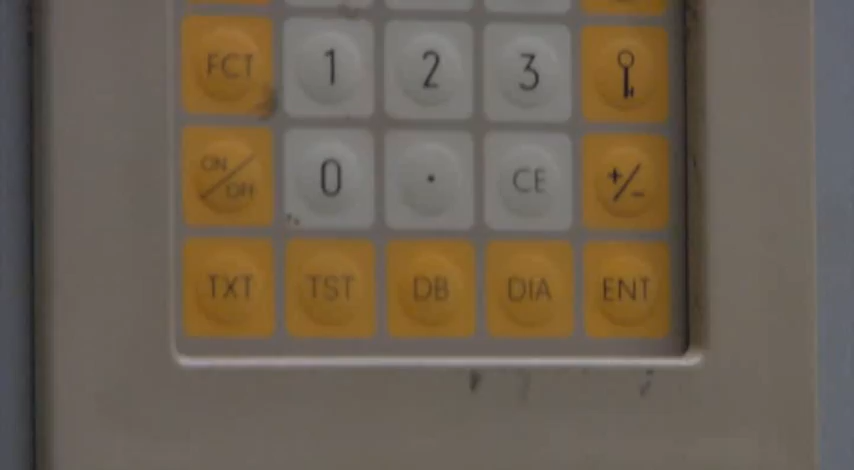 FCT 1 2 3
ON/OFF 0 . CE +/-
TXT TST DB DIA ENT